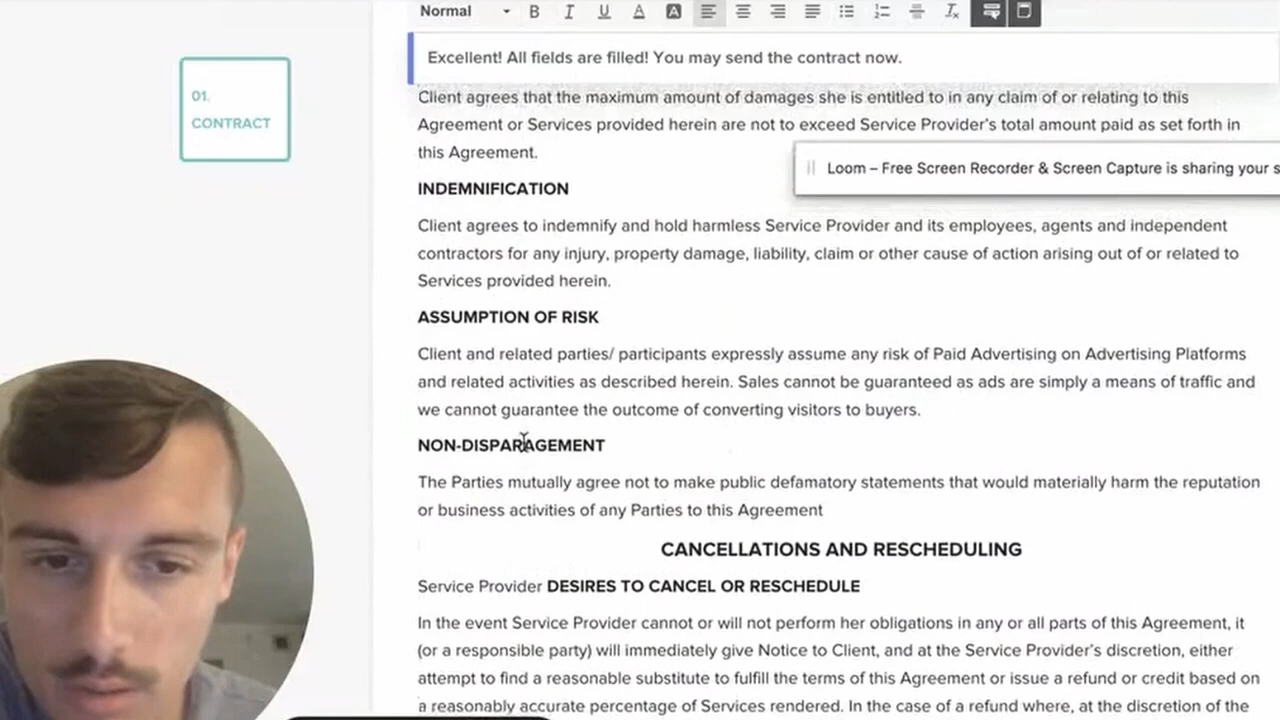 Normal
Excellent! All fields are filled! You may send the contract now.
01.
CONTRACT
Client agrees that the maximum amount of damages she is entitled to in any claim of or relating to this
Agreement or Services provided herein are not to exceed Service Provider's total amount paid as set forth in
this Agreement.
Loom – Free Screen Recorder & Screen Capture is sharing your s
INDEMNIFICATION
Client agrees to indemnify and hold harmless Service Provider and its employees, agents and independent
contractors for any injury, property damage, liability, claim or other cause of action arising out of or related to
Services provided herein.
ASSUMPTION OF RISK
Client and related parties/ participants expressly assume any risk of Paid Advertising on Advertising Platforms
and related activities as described herein. Sales cannot be guaranteed as ads are simply a means of traffic and
we cannot guarantee the outcome of converting visitors to buyers.
NON-DISPARAGEMENT
The Parties mutually agree not to make public defamatory statements that would materially harm the reputation
or business activities of any Parties to this Agreement
CANCELLATIONS AND RESCHEDULING
Service Provider DESIRES TO CANCEL OR RESCHEDULE
In the event Service Provider cannot or will not perform her obligations in any or all parts of this Agreement, it
(or a responsible party) will immediately give Notice to Client, and at the Service Provider's discretion, either
attempt to find a reasonable substitute to fulfill the terms of this Agreement or issue a refund or credit based on
a reasonably accurate percentage of Services rendered. In the case of a refund where, at the discretion of the